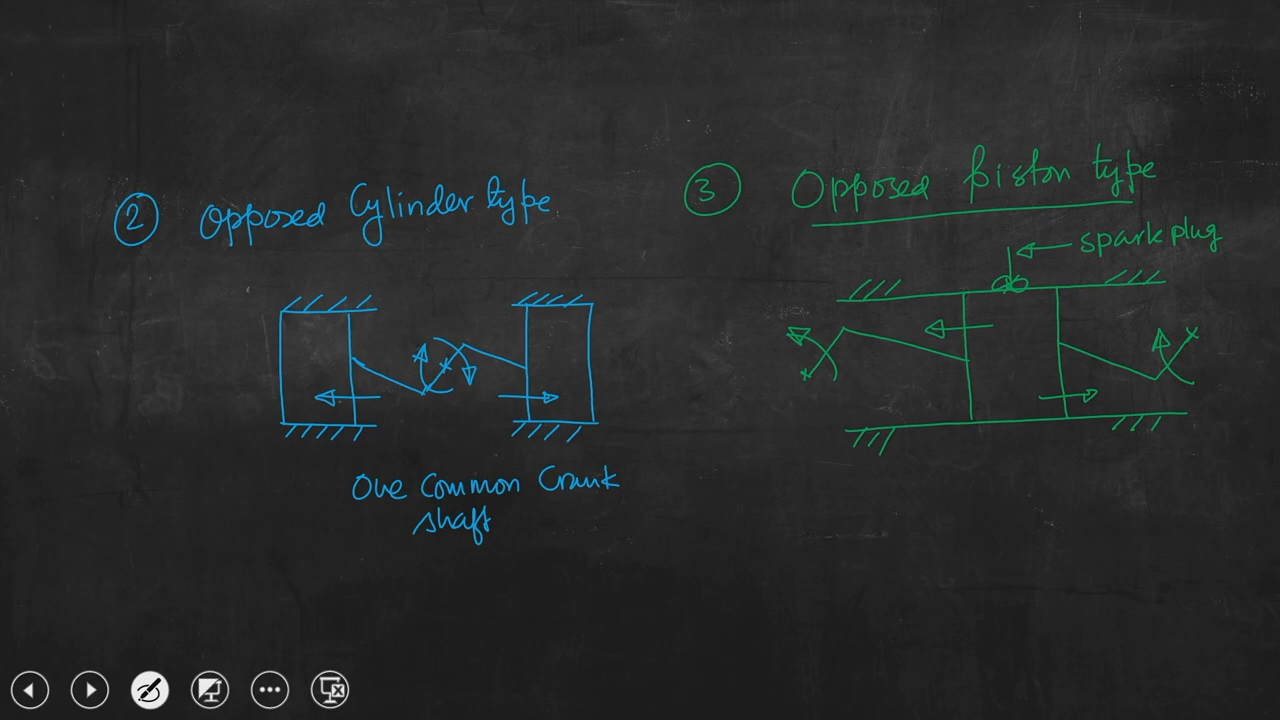 ② Opposed Cylinder type
One Common Crank
shaft
③ Opposed Piston type
spark plug